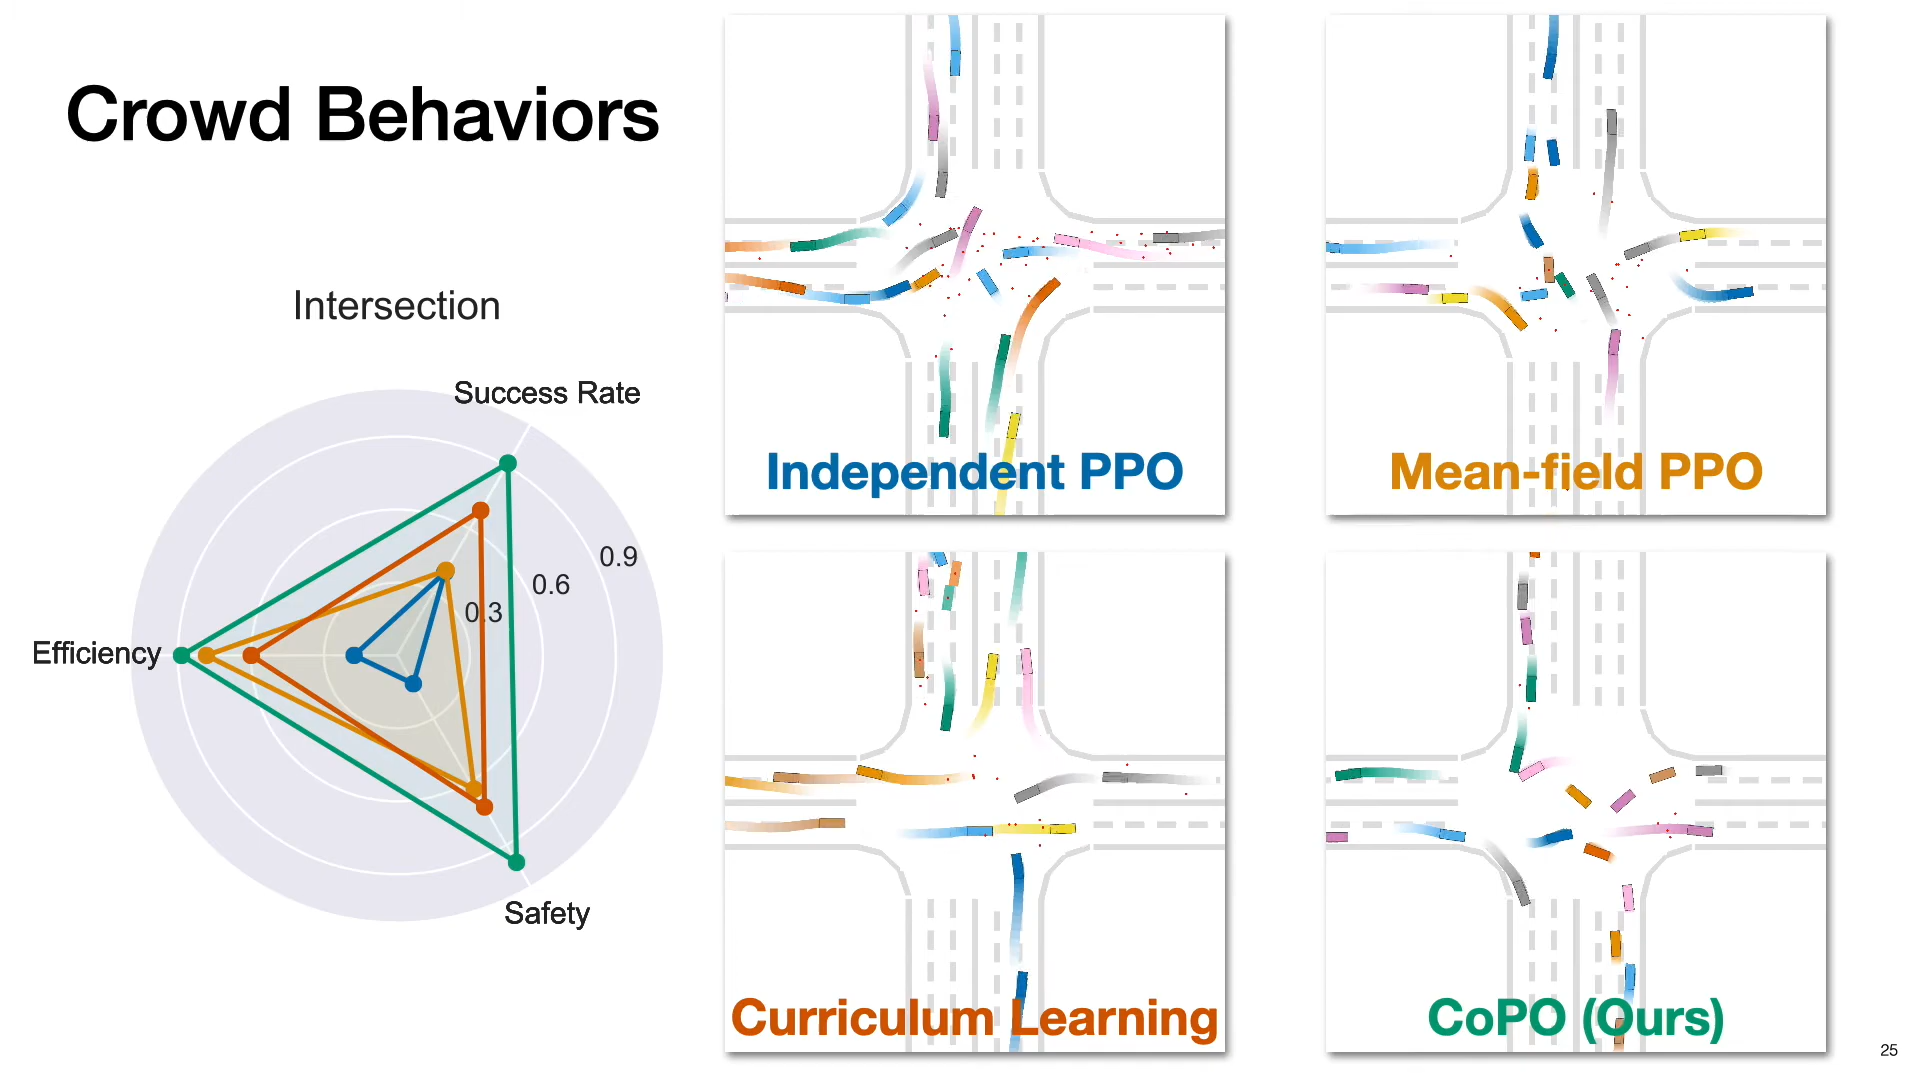 Crowd Behaviors
Intersection
Success Rate
0.9
0.6
0.3
Efficiency
Safety
Independent PPO
Mean-field PPO
Curriculum Learning
CoPO (Ours)
25